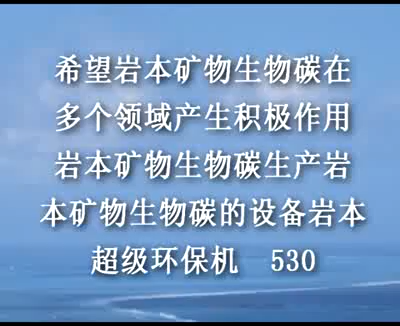 希望岩本矿物生物碳在
多个领域产生积极作用
岩本矿物生物碳生产岩
本矿物生物碳的设备岩本
超级环保机 530